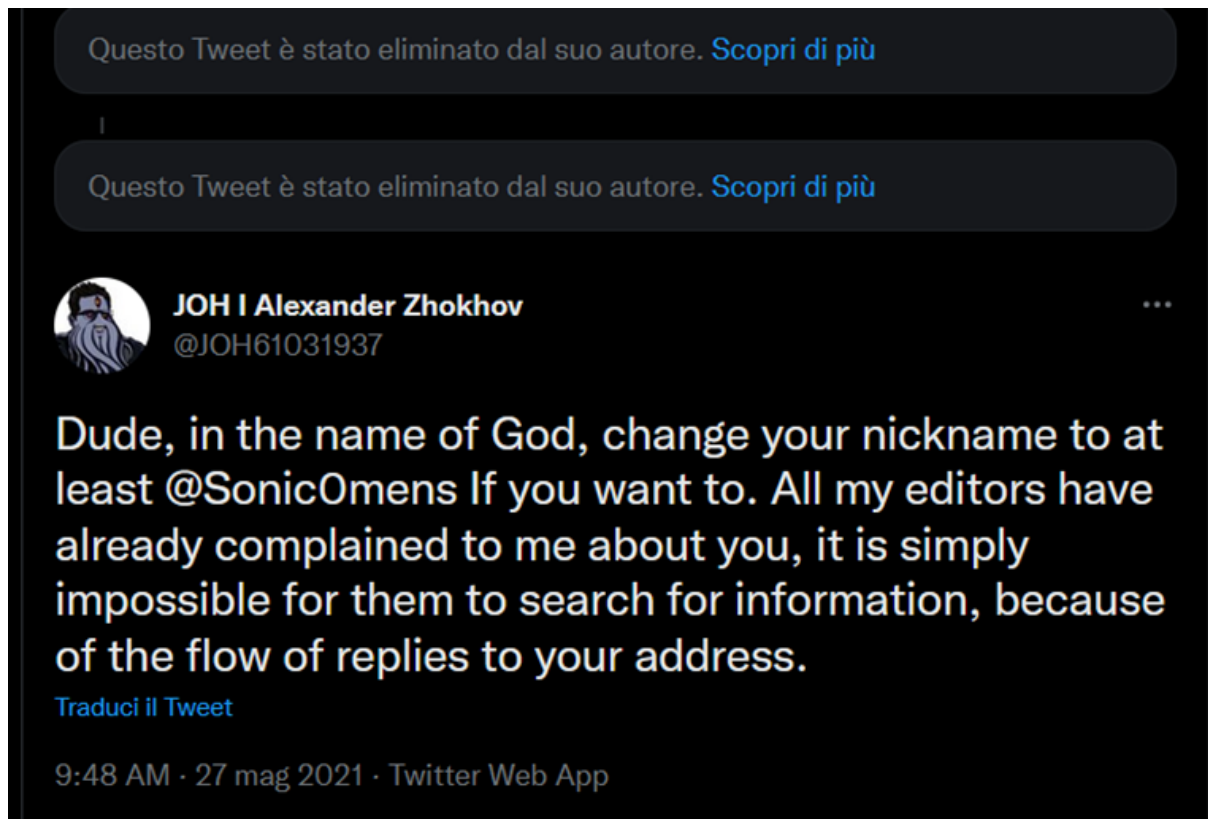 Questo Tweet è stato eliminato dal suo autore. Scopri di più
Questo Tweet è stato eliminato dal suo autore. Scopri di più
JOH I Alexander Zhokhov
@JOH61031937
Dude, in the name of God, change your nickname to at
least @Sonic0mens If you want to. All my editors have
already complained to me about you, it is simply
impossible for them to search for information, because
of the flow of replies to your address.
Traduci il Tweet
9:48 AM · 27 mag 2021 · Twitter Web App